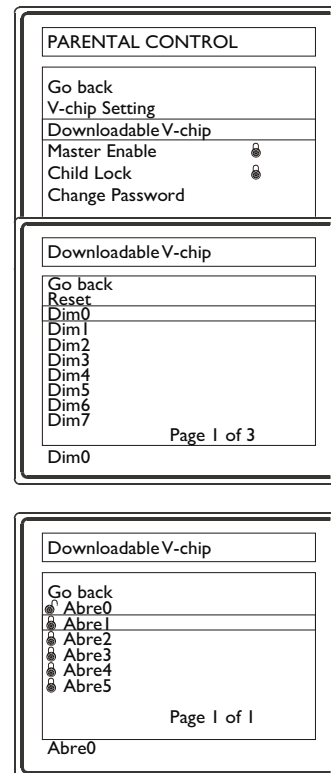 PARENTAL CONTROL
Go back
V-chip Setting
Downloadable V-chip
Master Enable
Child Lock
Change Password
Downloadable V-chip
Go back
Reset
Dim0
Dim1
Dim2
Dim3
Dim4
Dim5
Dim6
Dim7
Page 1 of 3
Dim0
Downloadable V-chip
Go back
Abre0
Abre1
Abre2
Abre3
Abre4
Abre5
Page 1 of 1
Abre0